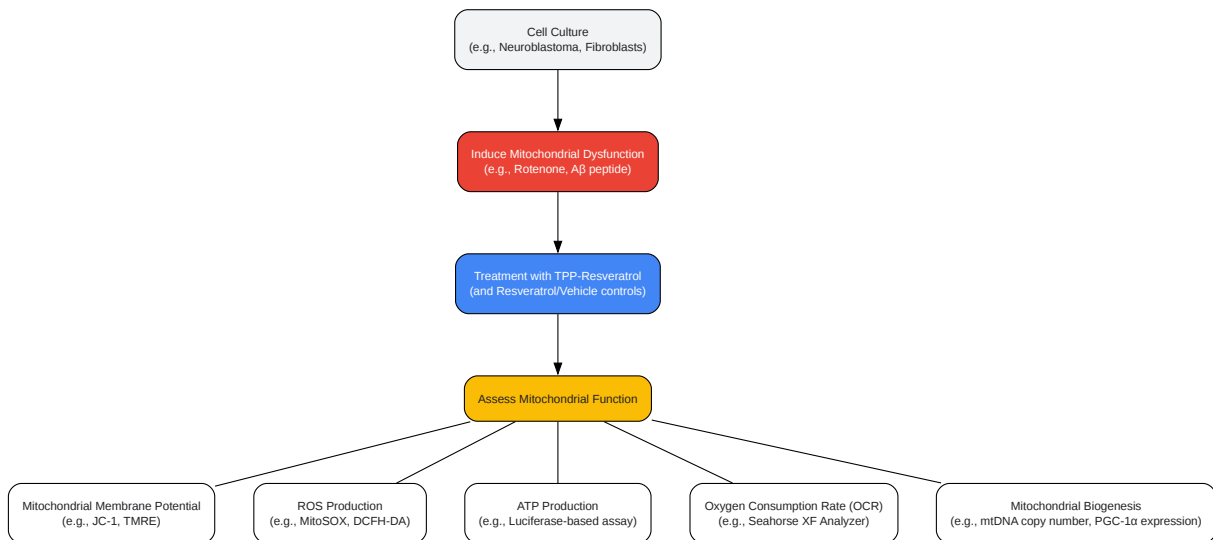 Cell Culture
(e.g., Neuroblastoma, Fibroblasts)
Induce Mitochondrial Dysfunction
(e.g., Rotenone, Aβ peptide)
Treatment with TPP-Resveratrol
(and Resveratrol/Vehicle controls)
Assess Mitochondrial Function
Mitochondrial Membrane Potential
(e.g., JC-1, TMRE)
ROS Production
(e.g., MitoSOX, DCFH-DA)
ATP Production
(e.g., Luciferase-based assay)
Oxygen Consumption Rate (OCR)
(e.g., Seahorse XF Analyzer)
Mitochondrial Biogenesis
(e.g., mtDNA copy number, PGC-1α expression)